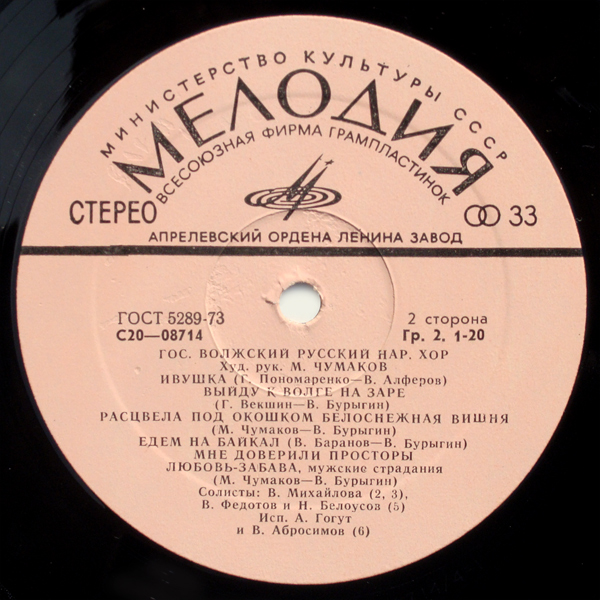 МИНИСТЕРСТВО КУЛЬТУРЫ СССР
МЕЛОДИЯ
ВСЕСОЮЗНАЯ ФИРМА ГРАМПЛАСТИНОК
СТЕРЕО 33
АПРЕЛЕВСКИЙ ОРДЕНА ЛЕНИНА ЗАВОД
ГОСТ 5289-73 2 сторона
С20—08714 Гр. 2, 1-20
ГОС. ВОЛЖСКИЙ РУССКИЙ НАР. ХОР
Худ. рук. М. ЧУМАКОВ
ИВУШКА (Г. Пономаренко—В. Алферов)
ВЫЙДУ К ВОЛГЕ НА ЗАРЕ
(Г. Векшин—В. Бурыгин)
РАСЦВЕЛА ПОД ОКОШКОМ БЕЛОСНЕЖНАЯ ВИШНЯ
(М. Чумаков—В. Бурыгин)
ЕДЕМ НА БАЙКАЛ (В. Баранов—В. Бурыгин)
МНЕ ДОВЕРИЛИ ПРОСТОРЫ
ЛЮБОВЬ-ЗАБАВА, мужские страдания
(М. Чумаков—В. Бурыгин)
Солисты: В. Михайлова (2, 3),
В. Федотов и Н. Белоусов (5)
Исп. А. Гогут
и В. Абросимов (6)